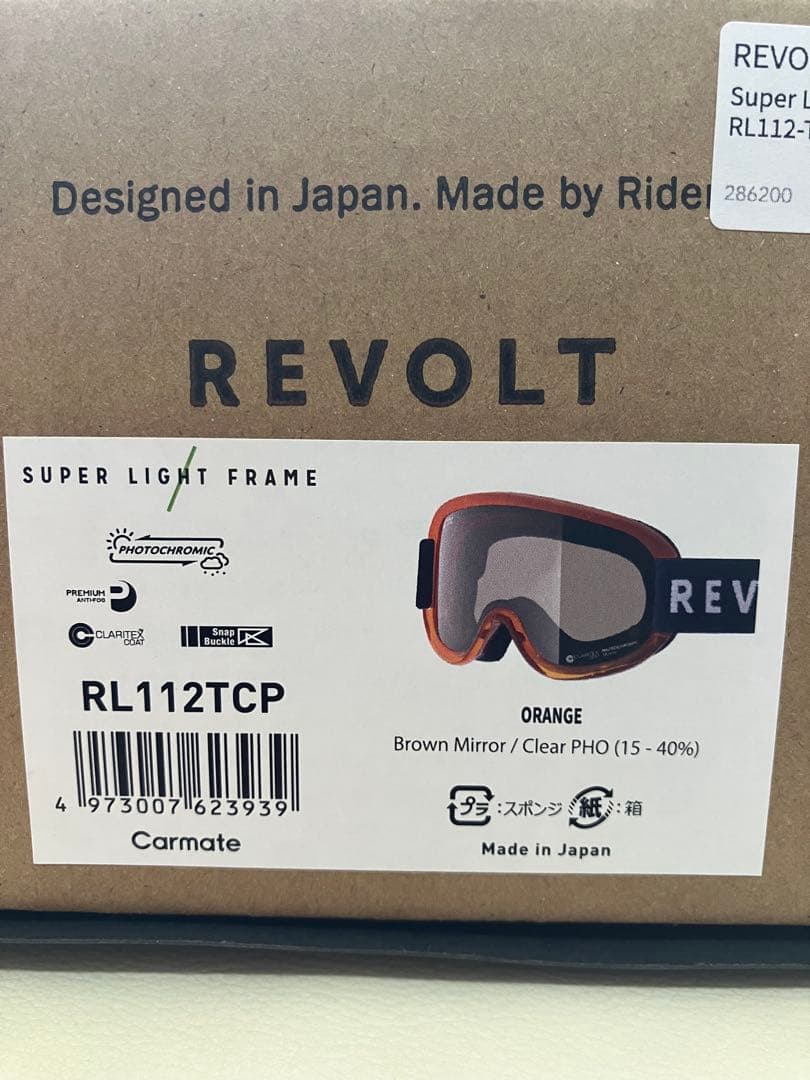 REVO
Super L
RL112-T
286200
Designed in Japan. Made by Rider
REVOLT
SUPER LIGHT FRAME
PHOTOCHROMIC
PREMIUM
ANTI-FOG
CLARITEX
COAT
Snap
Buckle
RL112TCP
4 973007 623939
Carmate
REV
ORANGE
Brown Mirror / Clear PHO (15 - 40%)
プラ:スポンジ 紙:箱
Made in Japan